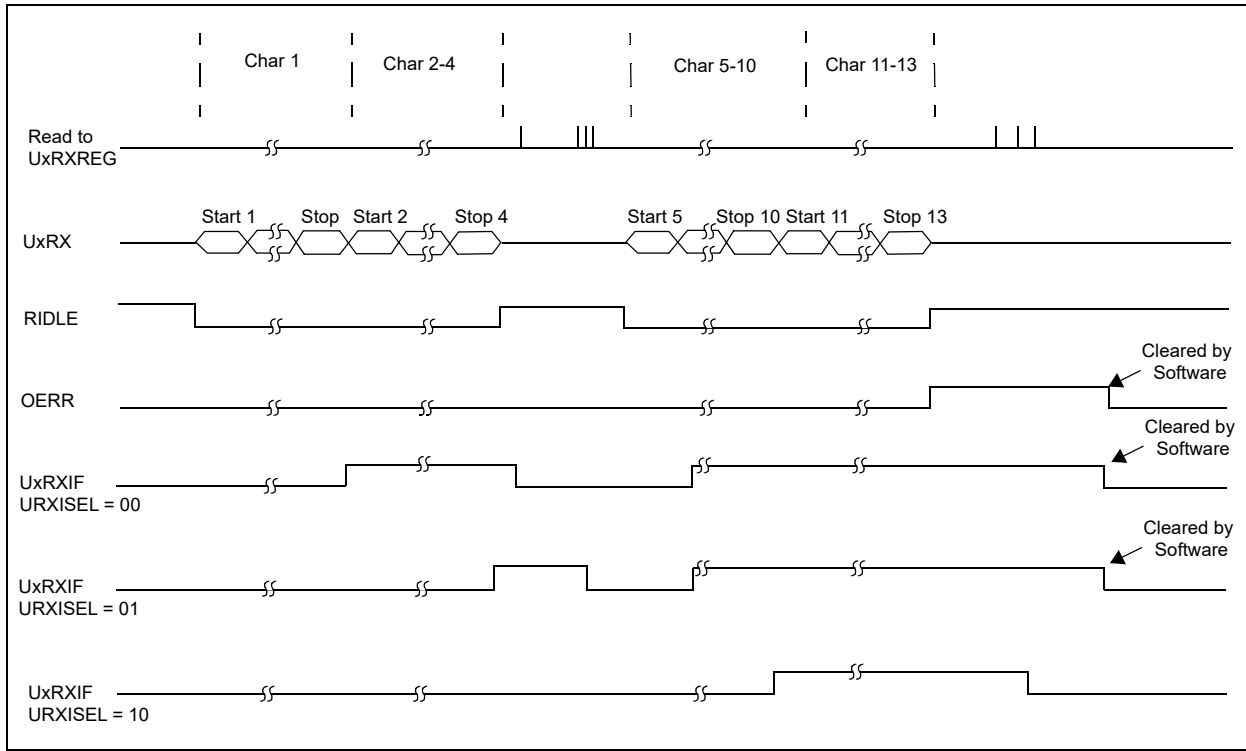 Char 1
Char 2-4
Char 5-10
Char 11-13
Read to
UxRXREG
Start 1
Stop
Start 2
Stop 4
Start 5
Stop 10
Start 11
Stop 13
UxRX
RIDLE
Cleared by
Software
OERR
Cleared by
Software
UxRXIF
URXISEL = 00
Cleared by
Software
UxRXIF
URXISEL = 01
UxRXIF
URXISEL = 10